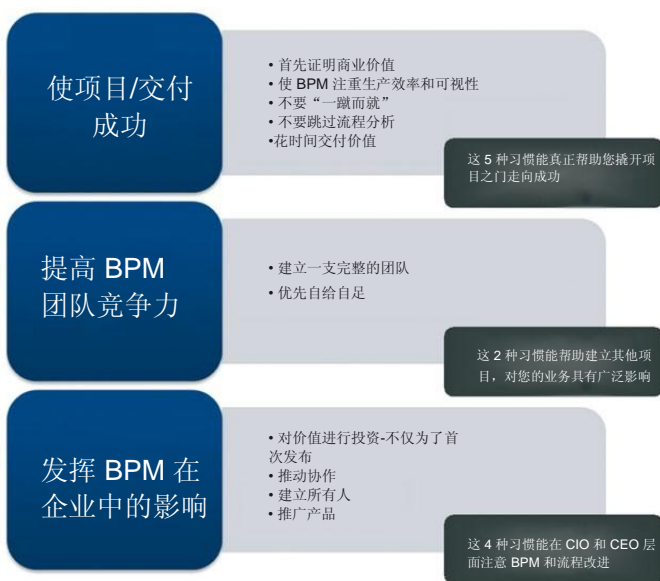 使项目/交付
成功
• 首先证明商业价值
• 使 BPM 注重生产效率和可视性
• 不要“一蹴而就”
• 不要跳过流程分析
•花时间交付价值
这 5 种习惯能真正帮助您撬开项
目之门走向成功
提高 BPM
团队竞争力
• 建立一支完整的团队
• 优先自给自足
这 2 种习惯能帮助建立其他项
目，对您的业务具有广泛影响
发挥 BPM 在
企业中的影响
• 对价值进行投资-不仅为了首
次发布
• 推动协作
• 建立所有人
• 推广产品
这 4 种习惯能在 CIO 和 CEO 层
面注意 BPM 和流程改进